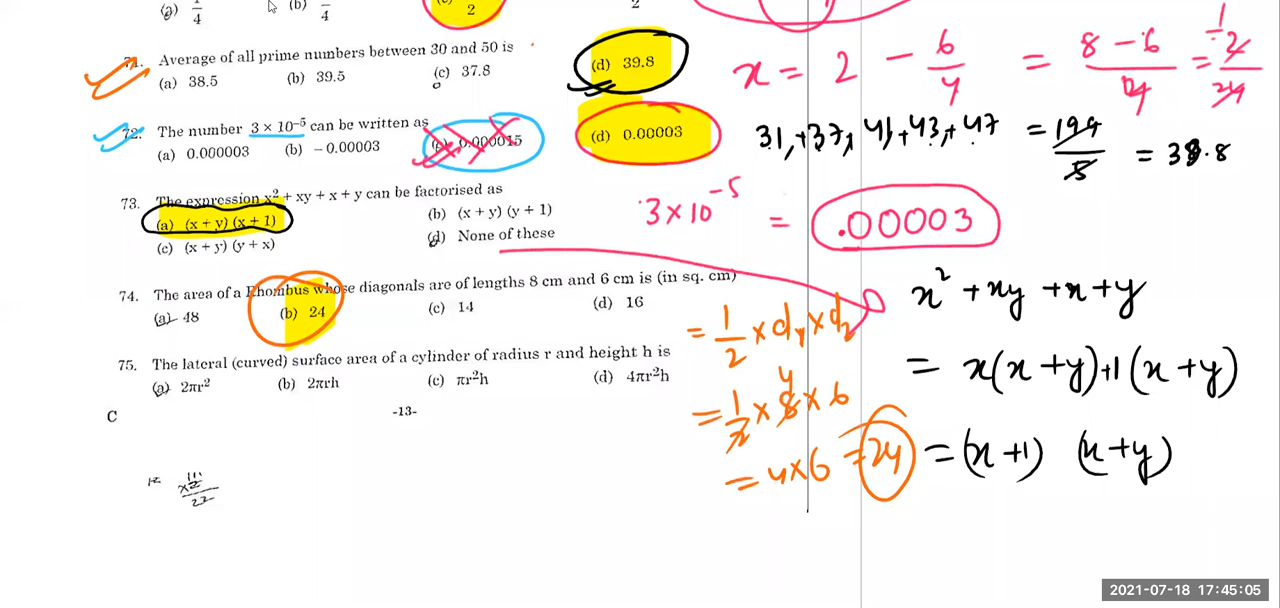 (a) 1/4 (b) /4 2 2
71. Average of all prime numbers between 30 and 50 is
(a) 38.5 (b) 39.5 (c) 37.8 (d) 39.8
72. The number 3 × 10⁻⁵ can be written as
(a) 0.000003 (b) – 0.00003 0.000015 (d) 0.00003
73. The expression x² + xy + x + y can be factorised as
(a) (x + y) (x + 1) (b) (x + y) (y + 1)
(c) (x + y) (y + x) (d) None of these
74. The area of a Rhombus whose diagonals are of lengths 8 cm and 6 cm is (in sq. cm)
(a) 48 (b) 24 (c) 14 (d) 16
75. The lateral (curved) surface area of a cylinder of radius r and height h is
(a) 2πr² (b) 2πrh (c) πr²h (d) 4πr²h
C -13-
x = 2 - 6/4 = 8 - 6/4 =
31,+37, 41,+43,+47 = 199/5 = 39.8
3 × 10⁻⁵ = .00003
x² + xy + x + y
= x(x + y) + 1(x + y)
= (x + 1) (x + y)
= 1/2 × d₁ × d₂
= 1/2 × 8 × 6
4
= 4 × 6 = 24
2021-07-18 17:45:05